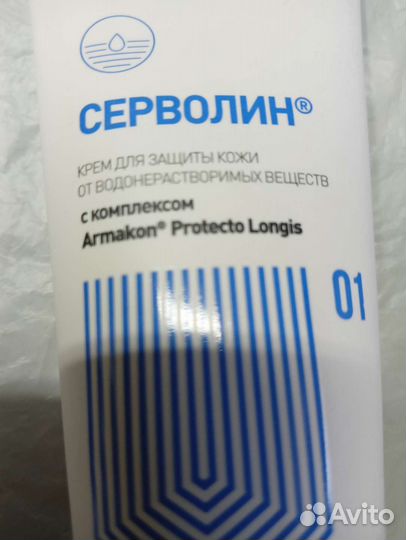 СЕРВОЛИН®
КРЕМ ДЛЯ ЗАЩИТЫ КОЖИ
ОТ ВОДОНЕРАСТВОРИМЫХ ВЕЩЕСТВ
С КОМПЛЕКСОМ
Armakon® Protecto Longis
01
Avito